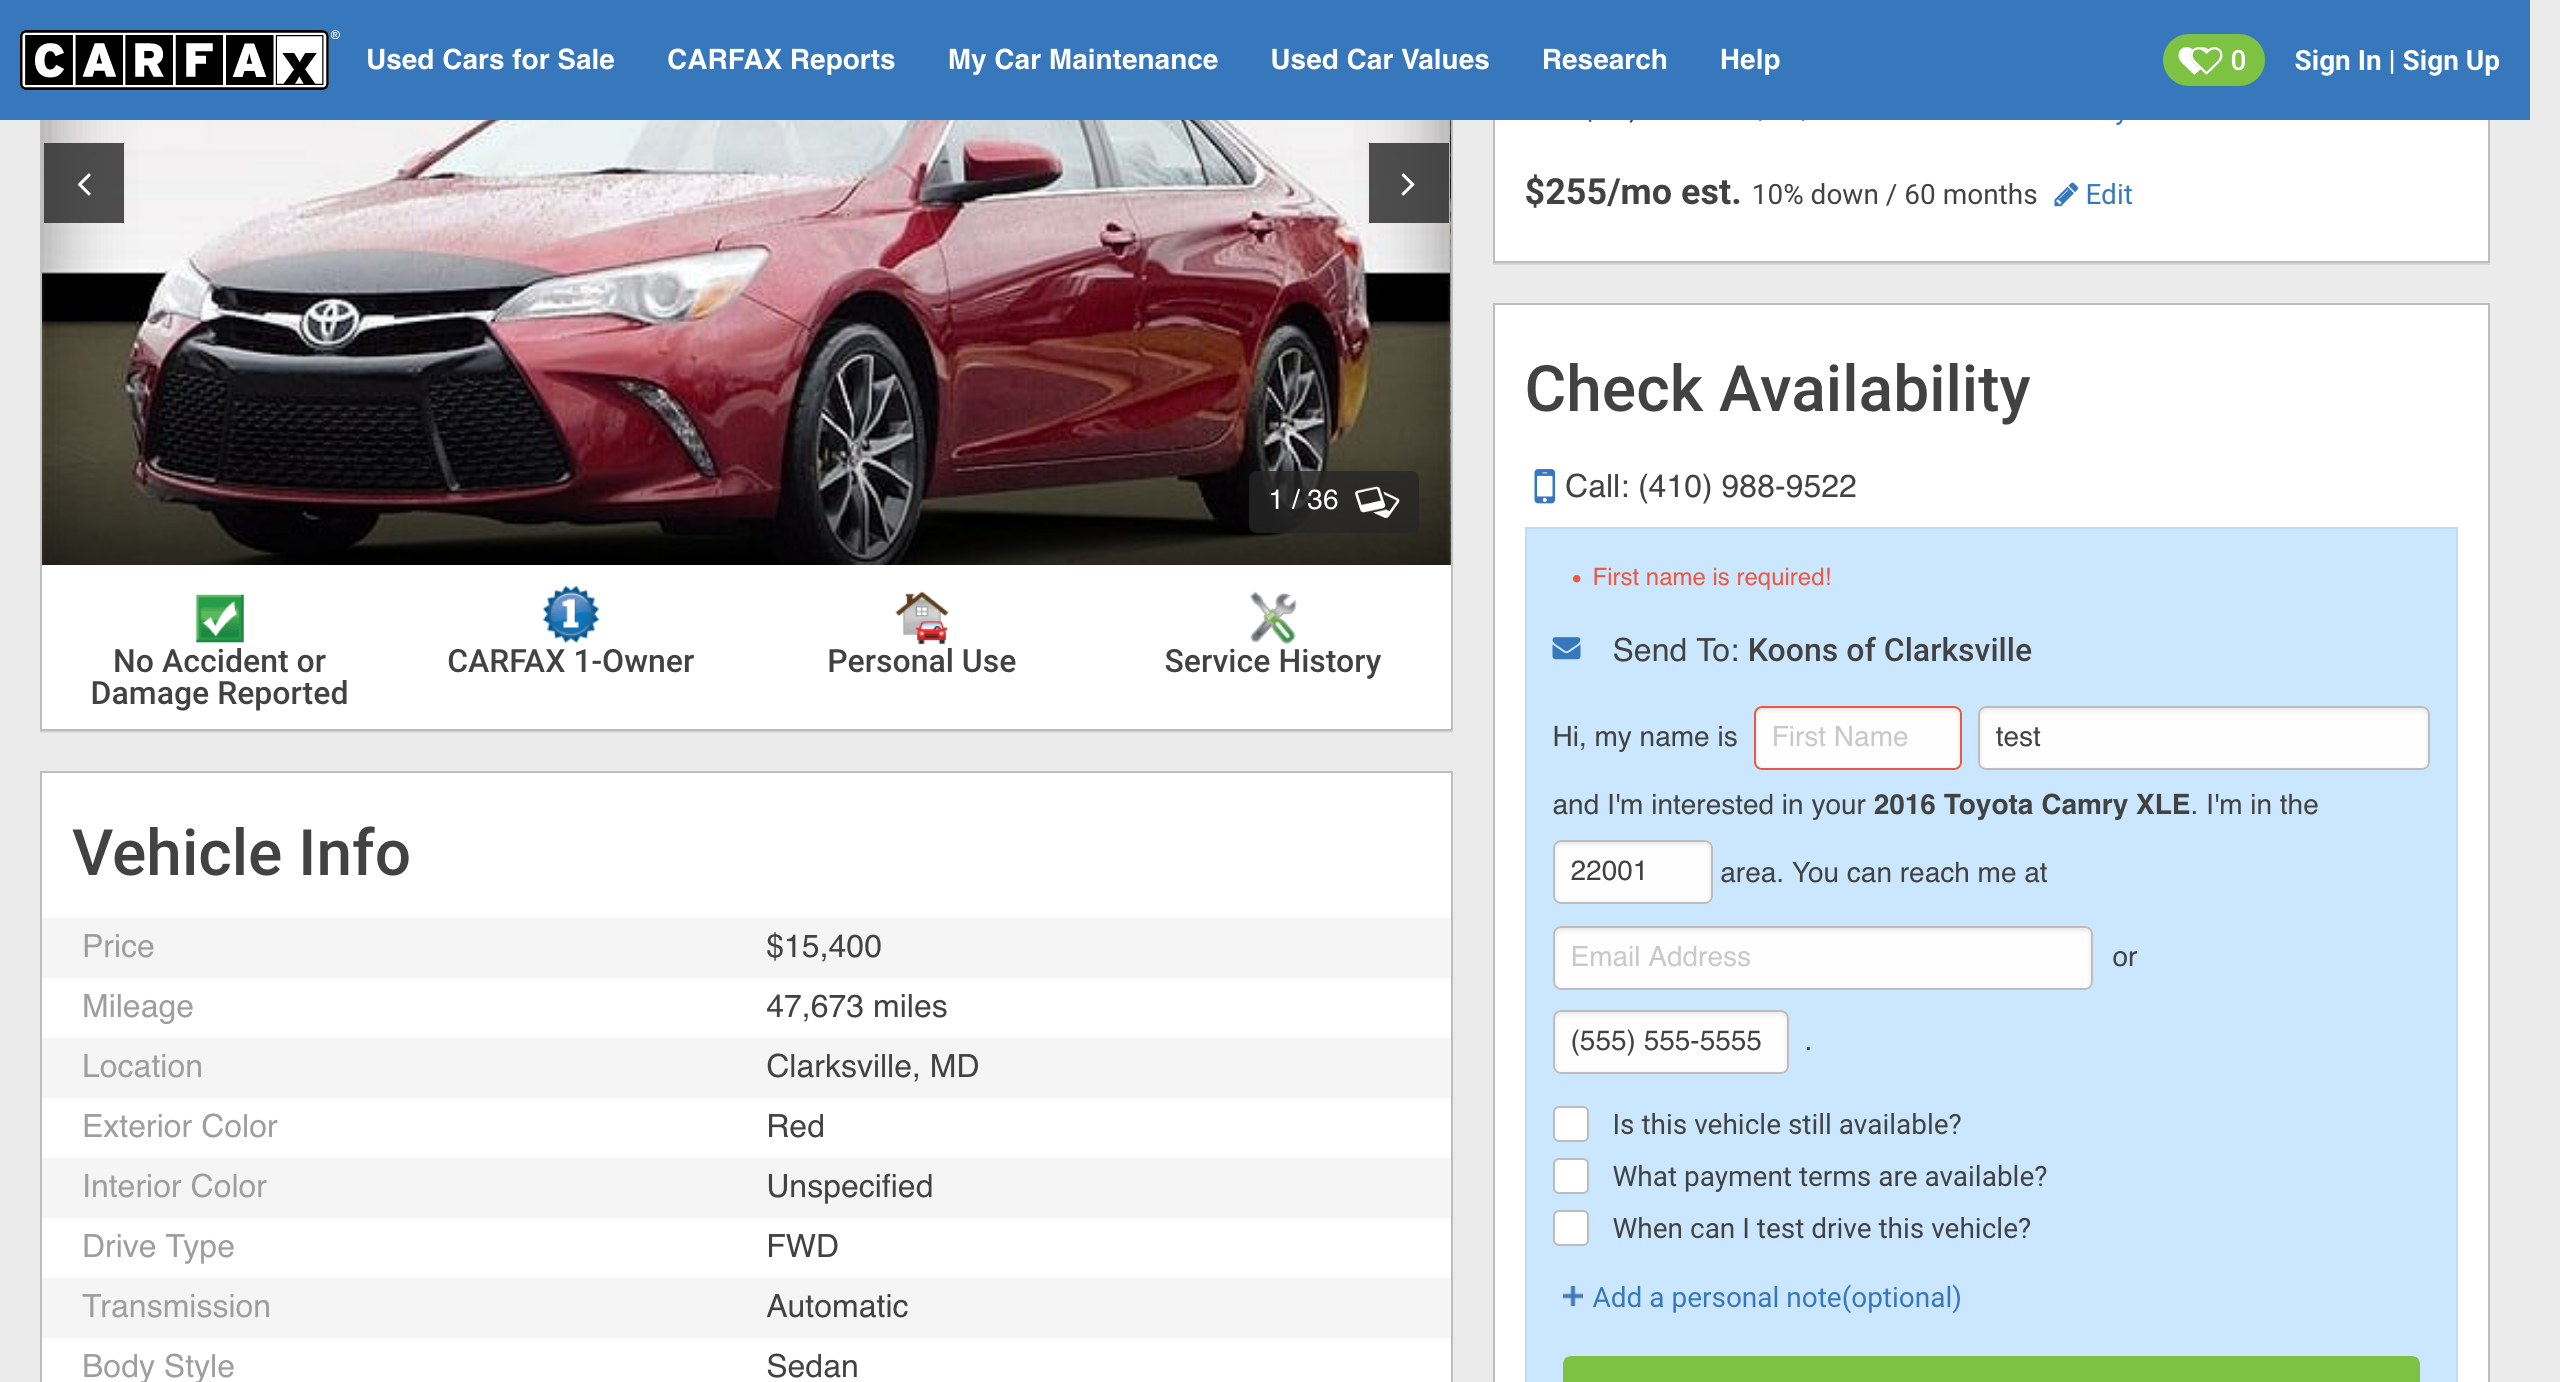 CARFAX®
Used Cars for Sale
CARFAX Reports
My Car Maintenance
Used Car Values
Research
Help
0
Sign In | Sign Up
1 / 36
No Accident or
Damage Reported
CARFAX 1-Owner
Personal Use
Service History
Vehicle Info
Price $15,400
Mileage 47,673 miles
Location Clarksville, MD
Exterior Color Red
Interior Color Unspecified
Drive Type FWD
Transmission Automatic
Body Style Sedan
$255/mo est. 10% down / 60 months Edit
Check Availability
Call: (410) 988-9522
• First name is required!
Send To: Koons of Clarksville
Hi, my name is First Name test
and I'm interested in your 2016 Toyota Camry XLE. I'm in the
22001 area. You can reach me at
Email Address or
(555) 555-5555 .
Is this vehicle still available?
What payment terms are available?
When can I test drive this vehicle?
+ Add a personal note(optional)